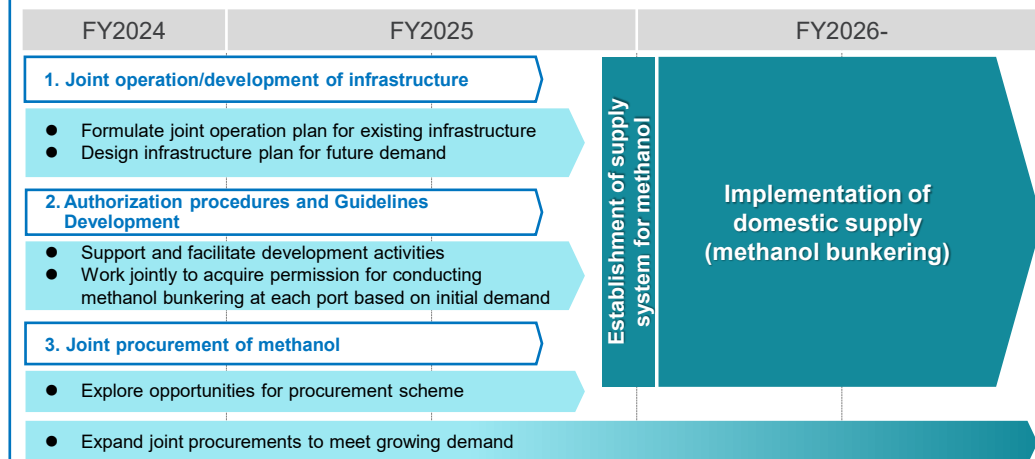 FY2024
FY2025
FY2026-
1. Joint operation/development of infrastructure
● Formulate joint operation plan for existing infrastructure
● Design infrastructure plan for future demand
2. Authorization procedures and Guidelines
Development
● Support and facilitate development activities
● Work jointly to acquire permission for conducting
methanol bunkering at each port based on initial demand
3. Joint procurement of methanol
● Explore opportunities for procurement scheme
● Expand joint procurements to meet growing demand
Establishment of supply
system for methanol
Implementation of
domestic supply
(methanol bunkering)